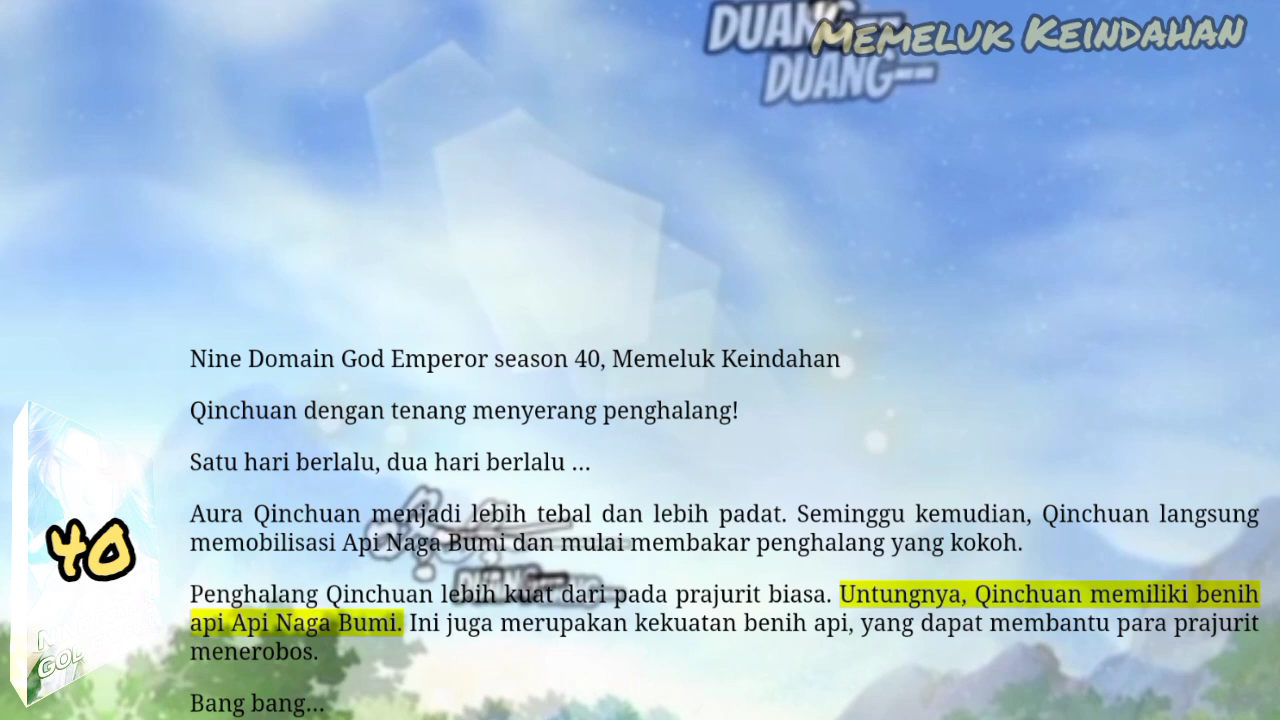 DUANG--
Memeluk Keindahan
DUANG--
Nine Domain God Emperor season 40, Memeluk Keindahan
Qinchuan dengan tenang menyerang penghalang!
Satu hari berlalu, dua hari berlalu ...
Aura Qinchuan menjadi lebih tebal dan lebih padat. Seminggu kemudian, Qinchuan langsung
memobilisasi Api Naga Bumi dan mulai membakar penghalang yang kokoh.
Penghalang Qinchuan lebih kuat dari pada prajurit biasa. Untungnya, Qinchuan memiliki benih
api Api Naga Bumi. Ini juga merupakan kekuatan benih api, yang dapat membantu para prajurit
menerobos.
Bang bang...
40
GOD